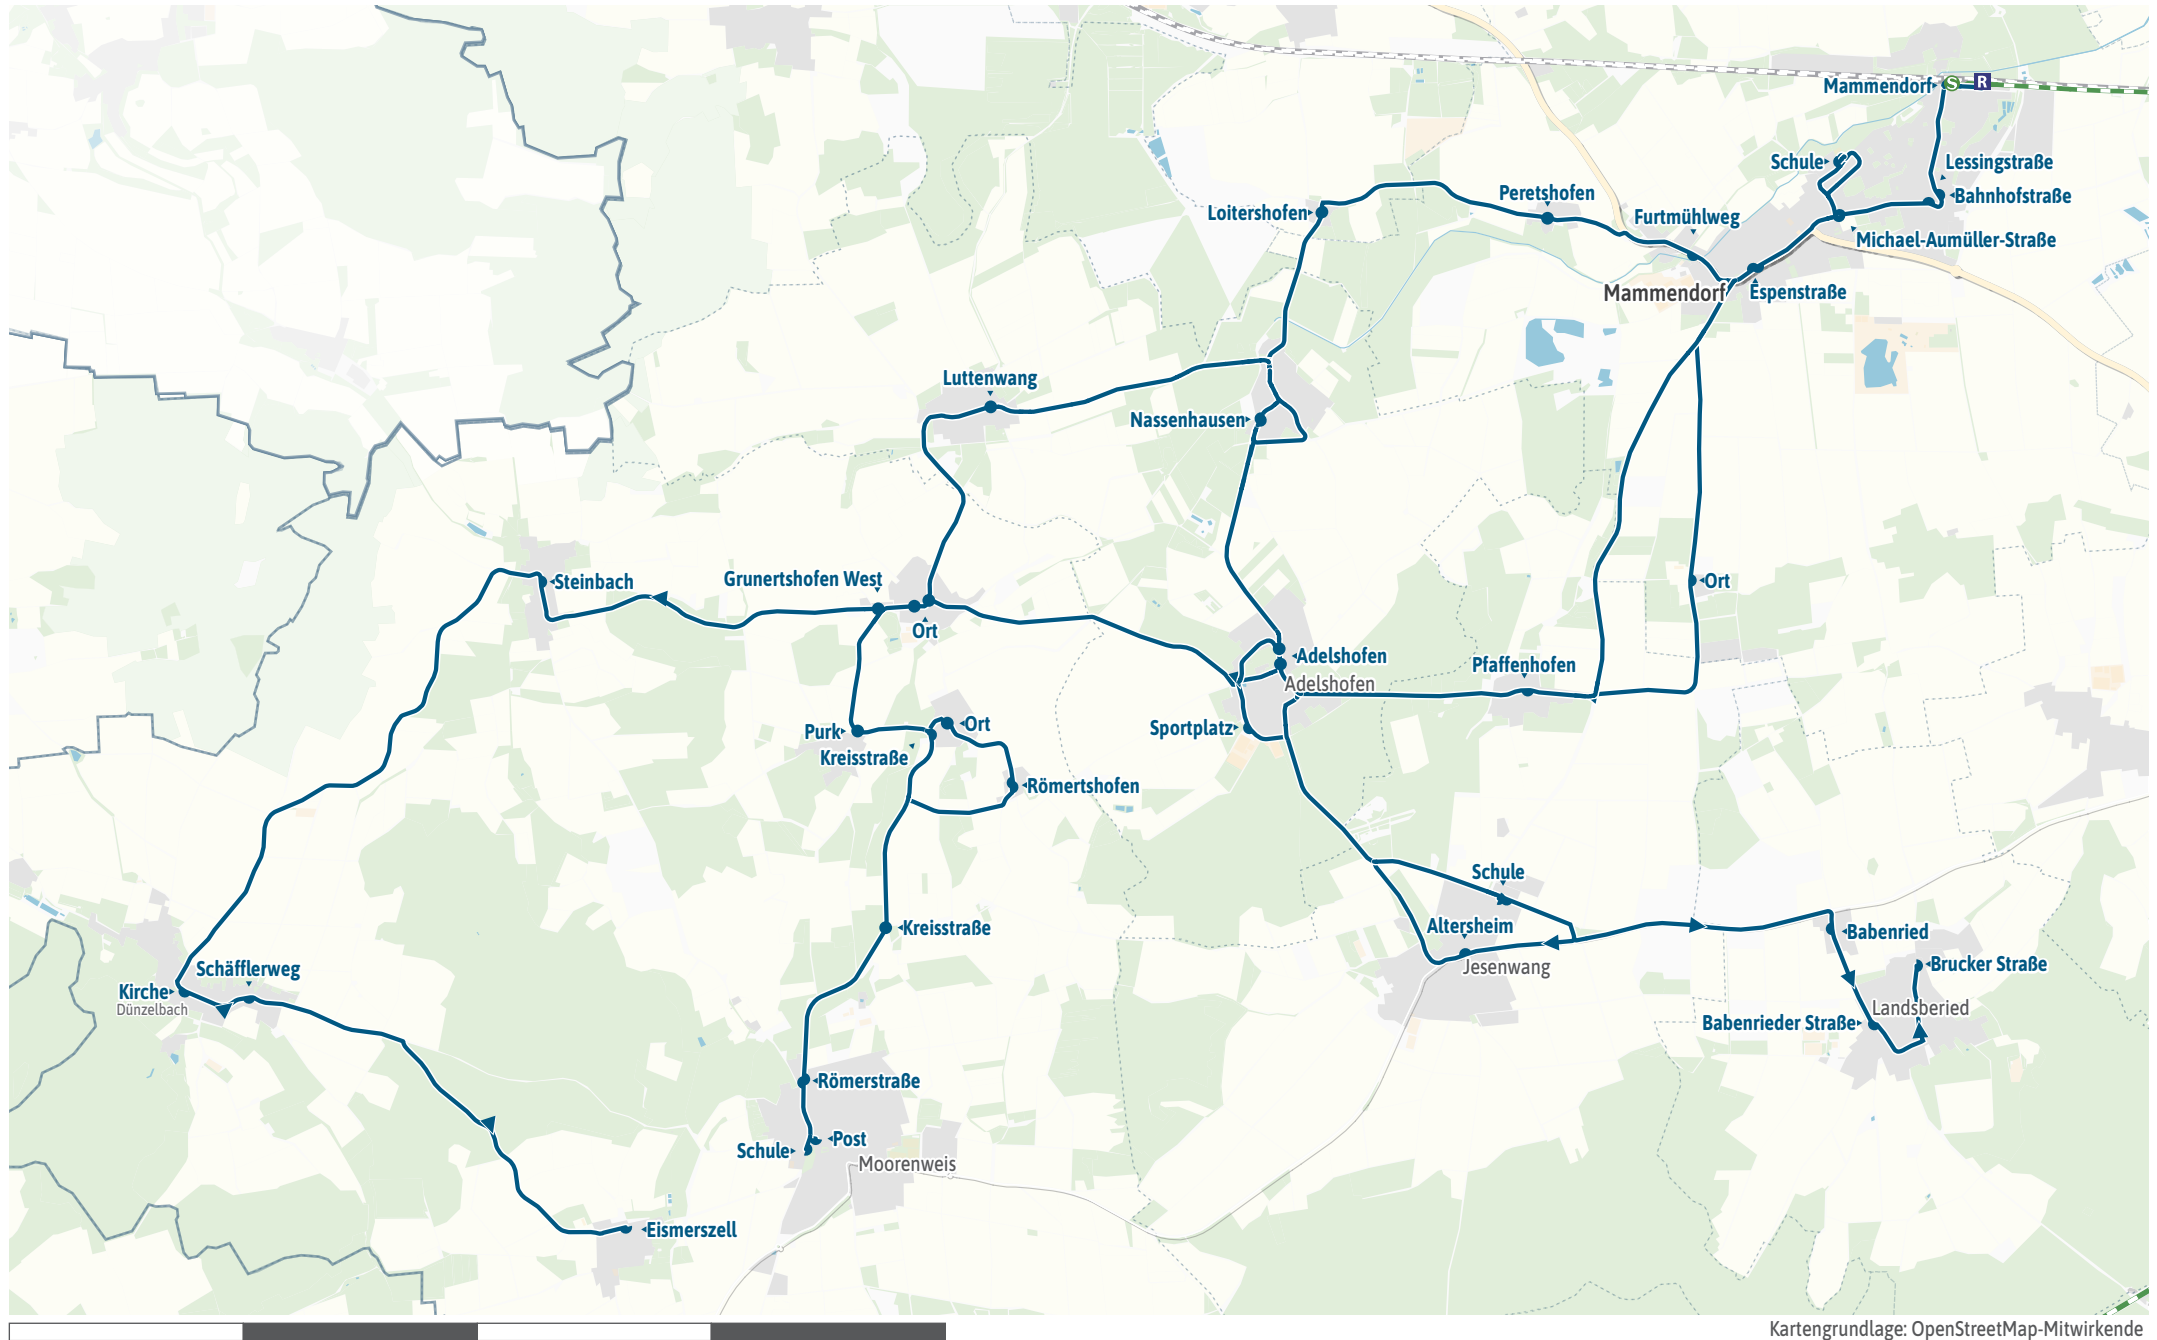 Mammendorf
S
R
Schule
Lessingstraße
Bahnhofstraße
Peretshofen
Loitershofen
Furtmühlweg
Michael-Aumüller-Straße
Mammendorf
Espenstraße
Luttenwang
Nassenhausen
Steinbach
Grunertshofen West
Ort
Ort
Adelshofen
Adelshofen
Pfaffenhofen
Purk
Ort
Sportplatz
Kreisstraße
Römertshofen
Schule
Kreisstraße
Altersheim
Babenried
Jesenwang
Schäfflerweg
Brucker Straße
Kirche
Dünzelbach
Landsberied
Babenrieder Straße
Römerstraße
Post
Schule
Moorenweis
Eismerszell
Kartengrundlage: OpenStreetMap-Mitwirkende